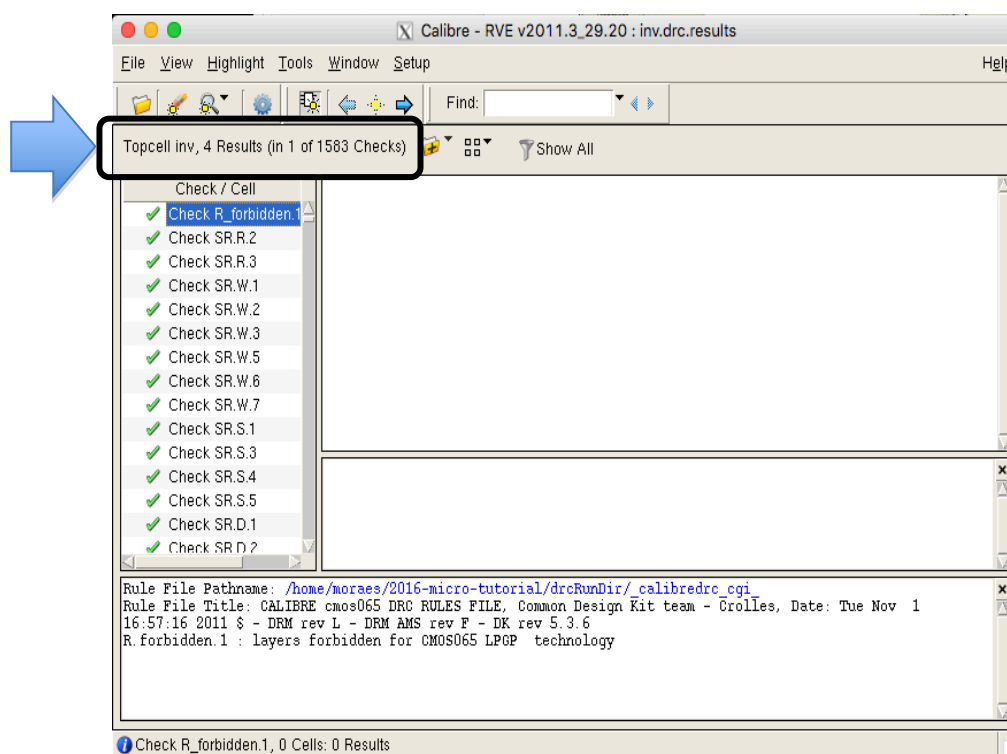 Calibre - RVE v2011.3_29.20 : inv.drc.results
File View Highlight Tools Window Setup Help
Find:
Topcell inv, 4 Results (in 1 of 1583 Checks)
Show All
Check / Cell
Check R_forbidden.1
Check SR.R.2
Check SR.R.3
Check SR.W.1
Check SR.W.2
Check SR.W.3
Check SR.W.5
Check SR.W.6
Check SR.W.7
Check SR.S.1
Check SR.S.3
Check SR.S.4
Check SR.S.5
Check SR.D.1
Check SR.D.2
Rule File Pathname: /home/moraes/2016-micro-tutorial/drcRunDir/_calibredrc_cgi_
Rule File Title: CALIBRE cmos065 DRC RULES FILE, Common Design Kit team - Crolles, Date: Tue Nov 1
16:57:16 2011 $ - DRM rev L - DRM AMS rev F - DK rev 5.3.6
R.forbidden.1 : layers forbidden for CMOS065 LPGP technology
Check R_forbidden.1, 0 Cells: 0 Results